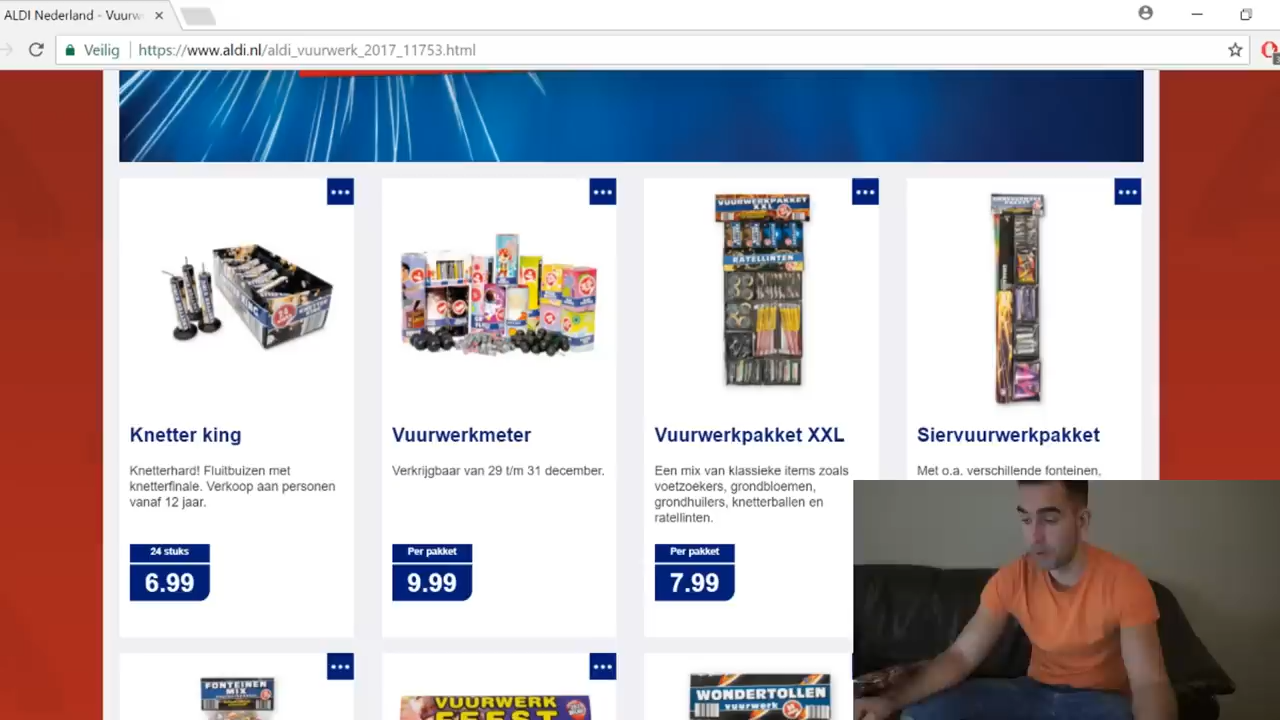 ALDI Nederland - Vuurw
Veilig
https://www.aldi.nl/aldi_vuurwerk_2017_11753.html
VUURWERKPAKKET
XXL
RATELLINTEN
Knetter king
Knetterhard! Fluitbuizen met
knetterfinale. Verkoop aan personen
vanaf 12 jaar.
24 stuks
6.99
Vuurwerkmeter
Verkrijgbaar van 29 t/m 31 december.
Per pakket
9.99
Vuurwerkpakket XXL
Een mix van klassieke items zoals
voetzoekers, grondbloemen,
grondhuilers, knetterballen en
ratellinten.
Per pakket
7.99
Siervuurwerkpakket
Met o.a. verschillende fonteinen,
FONTEINEN
MIX
VUURWERK
FEEST
WONDERTOLLEN
vuurwerk